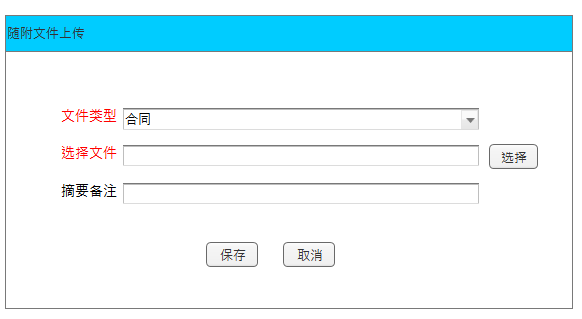 随附文件上传
文件类型 合同
选择文件 选择
摘要备注
保存 取消